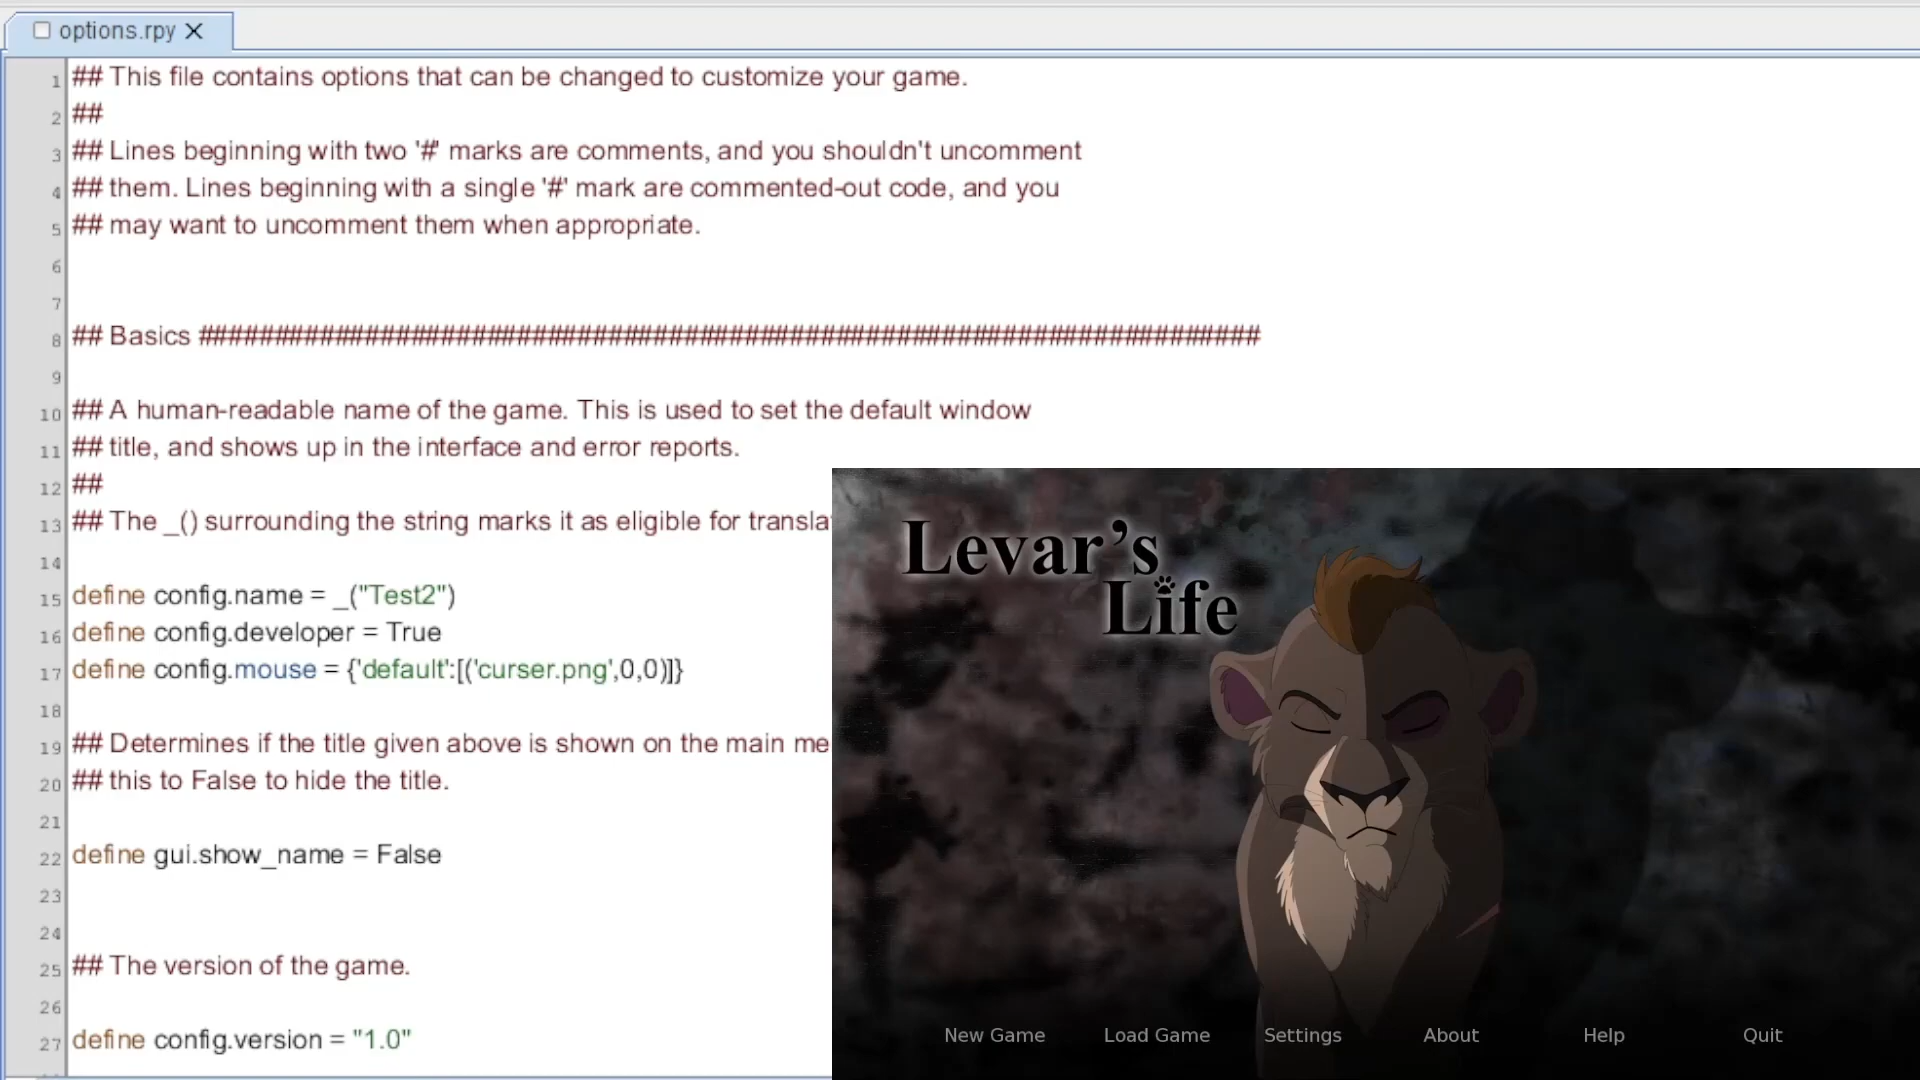 options.rpy
1 ## This file contains options that can be changed to customize your game.
2 ##
3 ## Lines beginning with two '#' marks are comments, and you shouldn't uncomment
4 ## them. Lines beginning with a single '#' mark are commented-out code, and you
5 ## may want to uncomment them when appropriate.
6
7
8 ## Basics ######################################################################
9
10 ## A human-readable name of the game. This is used to set the default window
11 ## title, and shows up in the interface and error reports.
12 ##
13 ## The _() surrounding the string marks it as eligible for transla
14
15 define config.name = _("Test2")
16 define config.developer = True
17 define config.mouse = {'default':[('curser.png',0,0)]}
18
19 ## Determines if the title given above is shown on the main me
20 ## this to False to hide the title.
21
22 define gui.show_name = False
23
24
25 ## The version of the game.
26
27 define config.version = "1.0"
Levar's
Life
New Game Load Game Settings About Help Quit